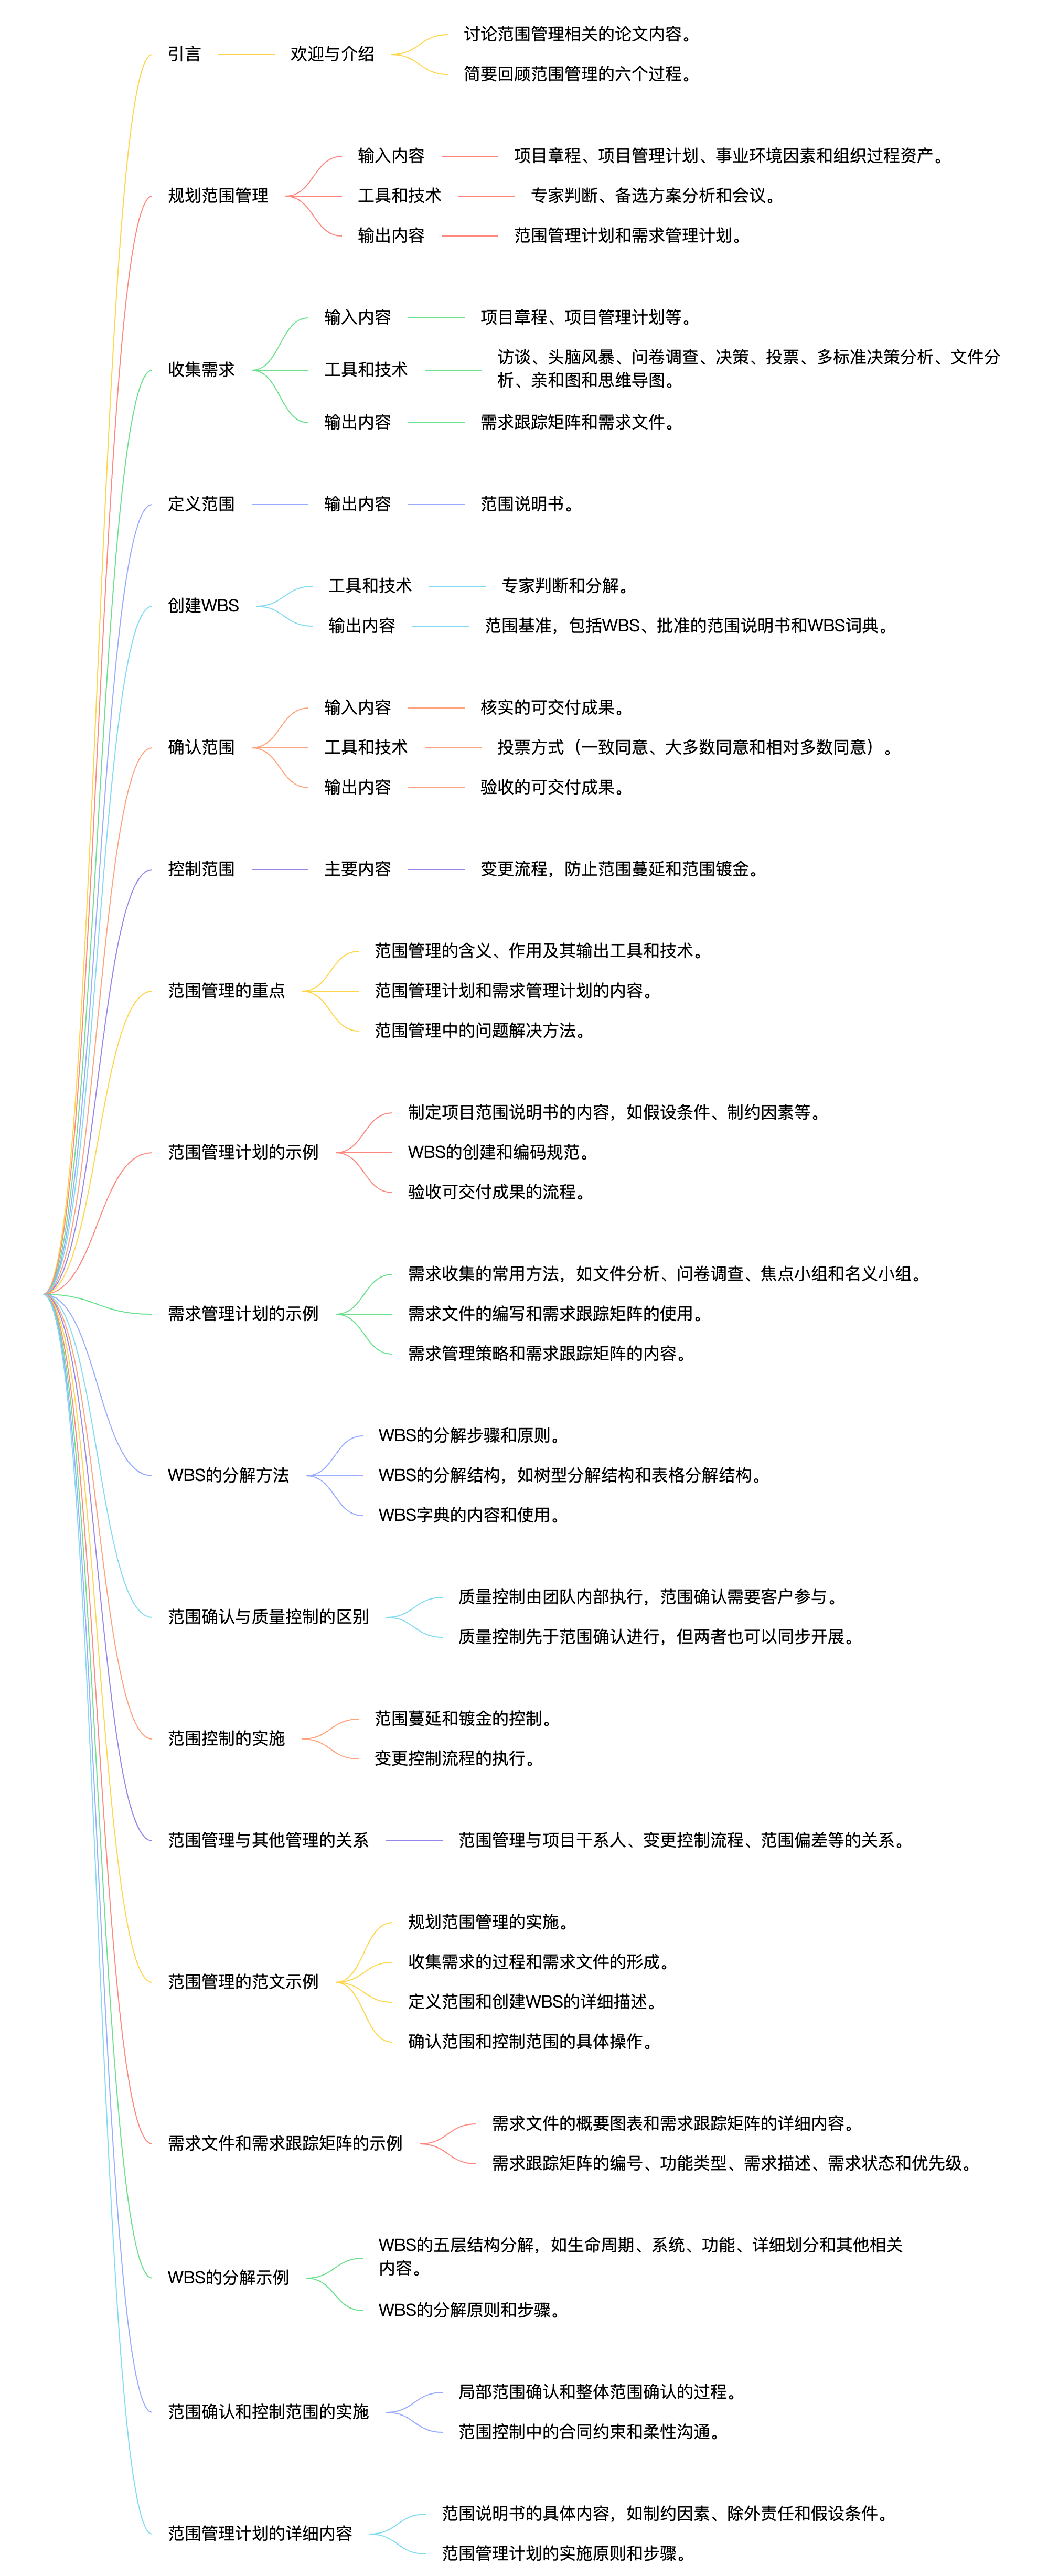 引言
欢迎与介绍
讨论范围管理相关的论文内容。
简要回顾范围管理的六个过程。
规划范围管理
输入内容
项目章程、项目管理计划、事业环境因素和组织过程资产。
工具和技术
专家判断、备选方案分析和会议。
输出内容
范围管理计划和需求管理计划。
收集需求
输入内容
项目章程、项目管理计划等。
工具和技术
访谈、头脑风暴、问卷调查、决策、投票、多标准决策分析、文件分
析、亲和图和思维导图。
输出内容
需求跟踪矩阵和需求文件。
定义范围
输出内容
范围说明书。
创建WBS
工具和技术
专家判断和分解。
输出内容
范围基准，包括WBS、批准的范围说明书和WBS词典。
确认范围
输入内容
核实的可交付成果。
工具和技术
投票方式（一致同意、大多数同意和相对多数同意）。
输出内容
验收的可交付成果。
控制范围
主要内容
变更流程，防止范围蔓延和范围镀金。
范围管理的重点
范围管理的含义、作用及其输出工具和技术。
范围管理计划和需求管理计划的内容。
范围管理中的问题解决方法。
范围管理计划的示例
制定项目范围说明书的内容，如假设条件、制约因素等。
WBS的创建和编码规范。
验收可交付成果的流程。
需求管理计划的示例
需求收集的常用方法，如文件分析、问卷调查、焦点小组和名义小组。
需求文件的编写和需求跟踪矩阵的使用。
需求管理策略和需求跟踪矩阵的内容。
WBS的分解方法
WBS的分解步骤和原则。
WBS的分解结构，如树型分解结构和表格分解结构。
WBS字典的内容和使用。
范围确认与质量控制的区别
质量控制由团队内部执行，范围确认需要客户参与。
质量控制先于范围确认进行，但两者也可以同步开展。
范围控制的实施
范围蔓延和镀金的控制。
变更控制流程的执行。
范围管理与其他管理的关系
范围管理与项目干系人、变更控制流程、范围偏差等的关系。
范围管理的范文示例
规划范围管理的实施。
收集需求的过程和需求文件的形成。
定义范围和创建WBS的详细描述。
确认范围和控制范围的具体操作。
需求文件和需求跟踪矩阵的示例
需求文件的概要图表和需求跟踪矩阵的详细内容。
需求跟踪矩阵的编号、功能类型、需求描述、需求状态和优先级。
WBS的分解示例
WBS的五层结构分解，如生命周期、系统、功能、详细划分和其他相关
内容。
WBS的分解原则和步骤。
范围确认和控制范围的实施
局部范围确认和整体范围确认的过程。
范围控制中的合同约束和柔性沟通。
范围管理计划的详细内容
范围说明书的具体内容，如制约因素、除外责任和假设条件。
范围管理计划的实施原则和步骤。